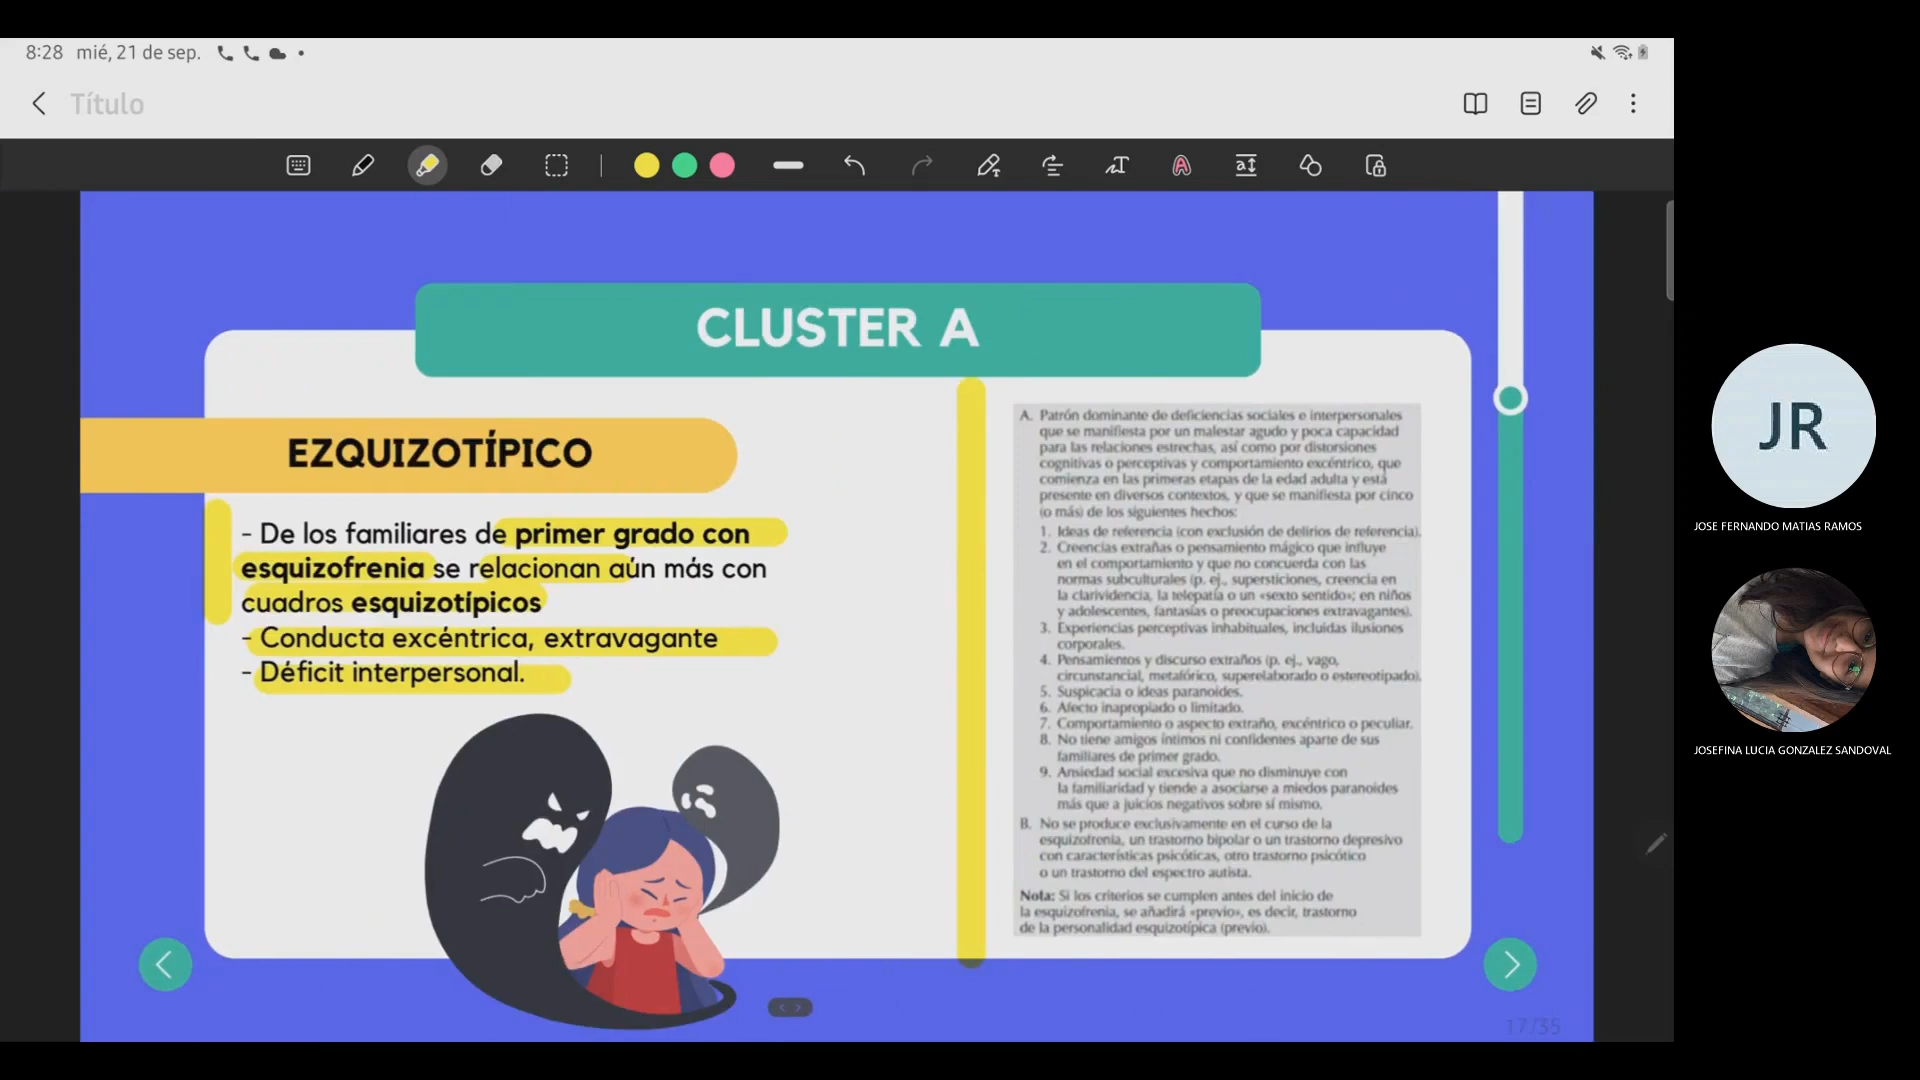 8:28 mié, 21 de sep.
Título
CLUSTER A
EZQUIZOTÍPICO
- De los familiares de primer grado con
esquizofrenia se relacionan aún más con
cuadros esquizotípicos
- Conducta excéntrica, extravagante
- Déficit interpersonal.
A. Patrón dominante de deficiencias sociales e interpersonales
que se manifiesta por un malestar agudo y poca capacidad
para las relaciones estrechas, así como por distorsiones
cognitivas o perceptivas y comportamiento excéntrico, que
comienza en las primeras etapas de la edad adulta y está
presente en diversos contextos, y que se manifiesta por cinco
(o más) de los siguientes hechos:
1. Ideas de referencia (con exclusión de delirios de referencia).
2. Creencias extrañas o pensamiento mágico que influye
en el comportamiento y que no concuerda con las
normas subculturales (p. ej., supersticiones, creencia en
la clarividencia, la telepatía o un «sexto sentido»; en niños
y adolescentes, fantasías o preocupaciones extravagantes).
3. Experiencias perceptivas inhabituales, incluidas ilusiones
corporales.
4. Pensamientos y discurso extraños (p. ej., vago,
circunstancial, metafórico, superelaborado o estereotipado).
5. Suspicacia o ideas paranoides.
6. Afecto inapropiado o limitado.
7. Comportamiento o aspecto extraño, excéntrico o peculiar.
8. No tiene amigos íntimos ni confidentes aparte de sus
familiares de primer grado.
9. Ansiedad social excesiva que no disminuye con
la familiaridad y tiende a asociarse a miedos paranoides
más que a juicios negativos sobre sí mismo.
B. No se produce exclusivamente en el curso de la
esquizofrenia, un trastorno bipolar o un trastorno depresivo
con características psicóticas, otro trastorno psicótico
o un trastorno del espectro autista.
Nota: Si los criterios se cumplen antes del inicio de
la esquizofrenia, se añadirá «previo», es decir, trastorno
de la personalidad esquizotípica (previo).
17/35
JR
JOSE FERNANDO MATIAS RAMOS
JOSEFINA LUCIA GONZALEZ SANDOVAL